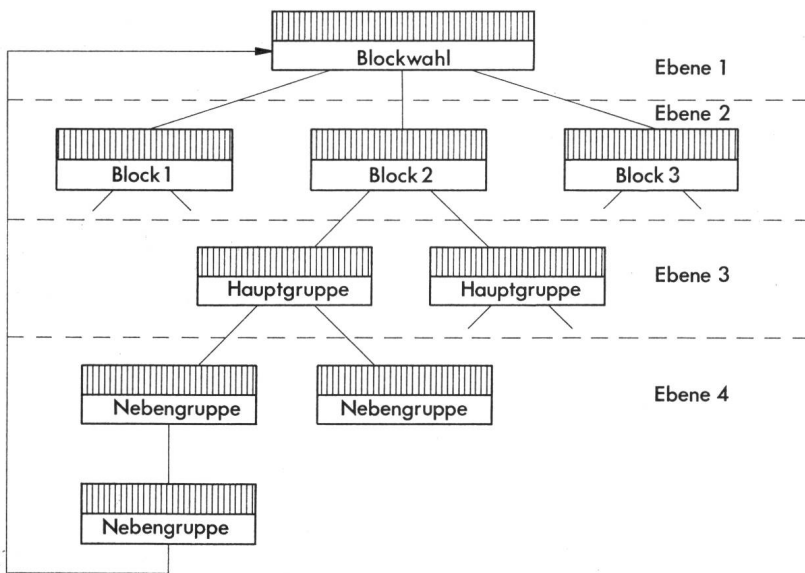 Blockwahl
Ebene 1
Ebene 2
Block 1
Block 2
Block 3
Hauptgruppe
Hauptgruppe
Ebene 3
Nebengruppe
Nebengruppe
Ebene 4
Nebengruppe